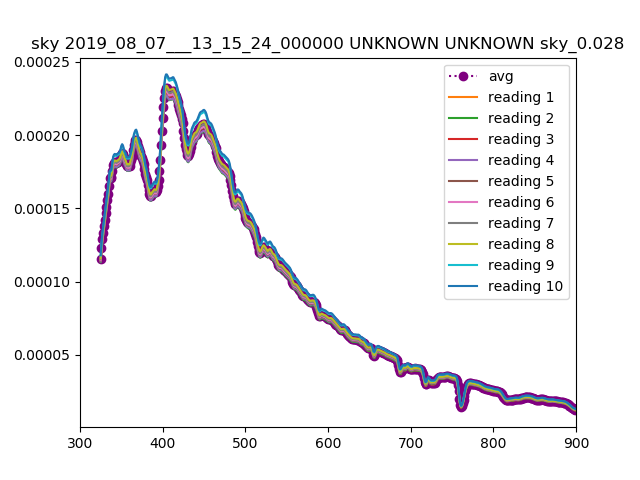 sky 2019_08_07___13_15_24_000000 UNKNOWN UNKNOWN sky_0.028
0.00025
0.00020
0.00015
0.00010
0.00005
300 400 500 600 700 800 900
avg
reading 1
reading 2
reading 3
reading 4
reading 5
reading 6
reading 7
reading 8
reading 9
reading 10